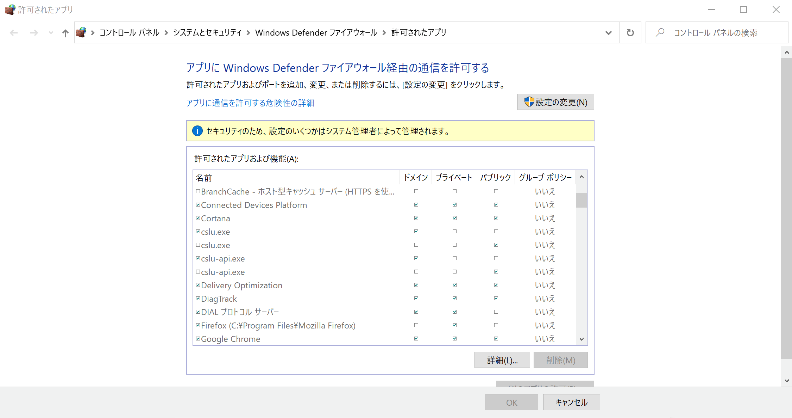 許可されたアプリ
コントロール パネル > システムとセキュリティ > Windows Defender ファイアウォール > 許可されたアプリ
コントロール パネルの検索
アプリに Windows Defender ファイアウォール経由の通信を許可する
許可されたアプリおよびポートを追加、変更、または削除するには、[設定の変更] をクリックします。
アプリに通信を許可する危険性の詳細
設定の変更(N)
セキュリティのため、設定のいくつかはシステム管理者によって管理されます。
許可されたアプリおよび機能(A):
名前 ドメイン プライベート パブリック グループ ポリシー
BranchCache - ホスト型キャッシュ サーバー (HTTPS を使... いいえ
Connected Devices Platform いいえ
Cortana いいえ
cslu.exe いいえ
cslu.exe いいえ
cslu-api.exe いいえ
cslu-api.exe いいえ
Delivery Optimization いいえ
DiagTrack いいえ
DIAL プロトコル サーバー いいえ
Firefox (C:¥Program Files¥Mozilla Firefox) いいえ
Google Chrome いいえ
詳細(L)... 削除(M)
OK キャンセル